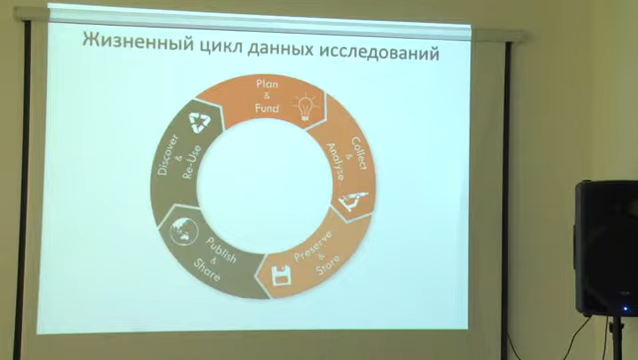 Жизненный цикл данных исследований
Plan
&
Fund
Collect
&
Analyse
Preserve
&
Store
Publish
&
Share
Discover
&
Re-Use